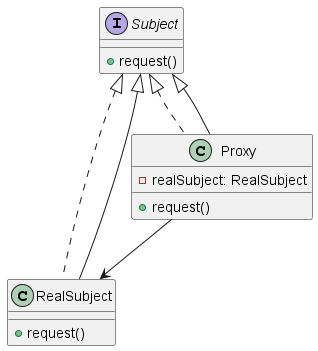 I Subject
request()
C Proxy
realSubject: RealSubject
request()
C RealSubject
request()